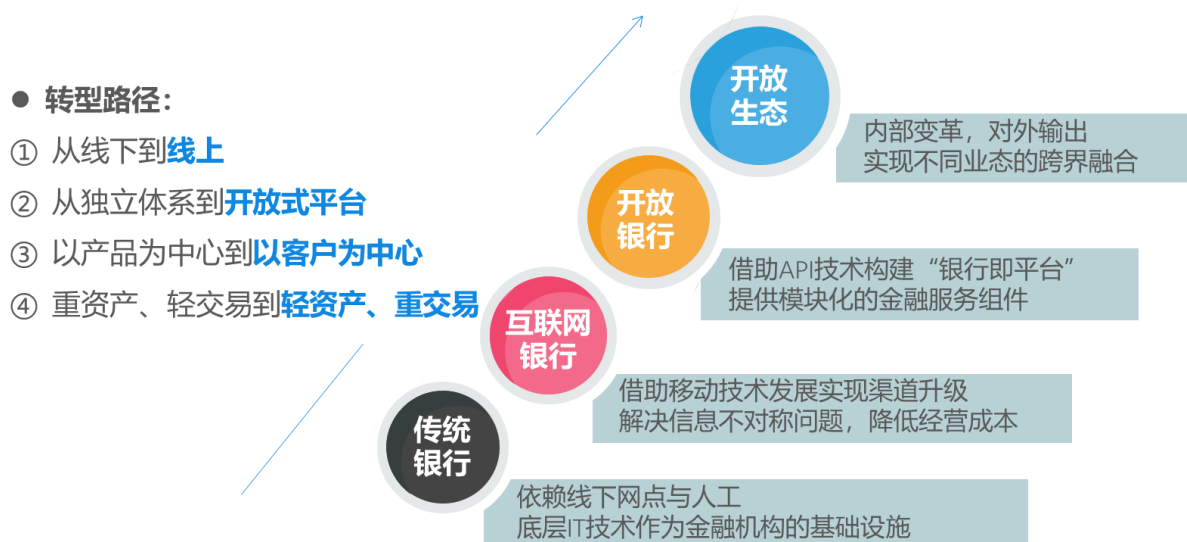 ● 转型路径：
① 从线下到线上
② 从独立体系到开放式平台
③ 以产品为中心到以客户为中心
④ 重资产、轻交易到轻资产、重交易
开放
生态
内部变革，对外输出
实现不同业态的跨界融合
开放
银行
借助API技术构建“银行即平台”
提供模块化的金融服务组件
互联网
银行
借助移动技术发展实现渠道升级
解决信息不对称问题，降低经营成本
传统
银行
依赖线下网点与人工
底层IT技术作为金融机构的基础设施